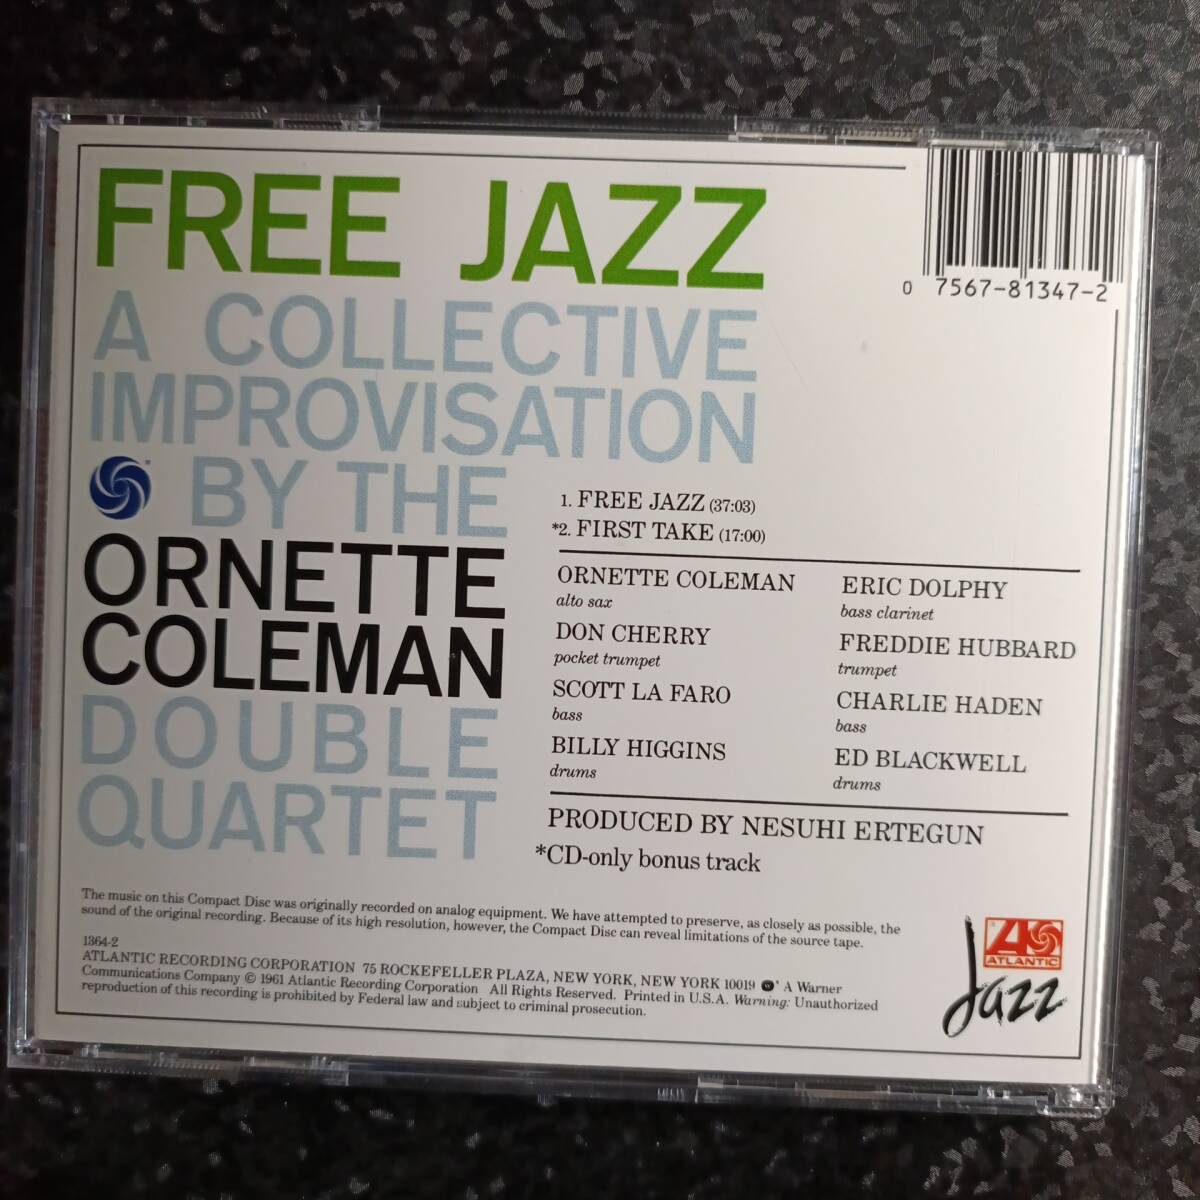 FREE JAZZ
A COLLECTIVE
IMPROVISATION
BY THE
ORNETTE
COLEMAN
DOUBLE
QUARTET
0 7567-81347-2
1. FREE JAZZ (37:03)
*2. FIRST TAKE (17:00)
ORNETTE COLEMAN
alto sax
DON CHERRY
pocket trumpet
SCOTT LA FARO
bass
BILLY HIGGINS
drums
ERIC DOLPHY
bass clarinet
FREDDIE HUBBARD
trumpet
CHARLIE HADEN
bass
ED BLACKWELL
drums
PRODUCED BY NESUHI ERTEGUN
*CD-only bonus track
The music on this Compact Disc was originally recorded on analog equipment. We have attempted to preserve, as closely as possible, the
sound of the original recording. Because of its high resolution, however, the Compact Disc can reveal limitations of the source tape.
1364-2
ATLANTIC RECORDING CORPORATION 75 ROCKEFELLER PLAZA, NEW YORK, NEW YORK 10019 A Warner
Communications Company © 1961 Atlantic Recording Corporation All Rights Reserved. Printed in U.S.A. Warning: Unauthorized
reproduction of this recording is prohibited by Federal law and subject to criminal prosecution.
ATLANTIC
Jazz